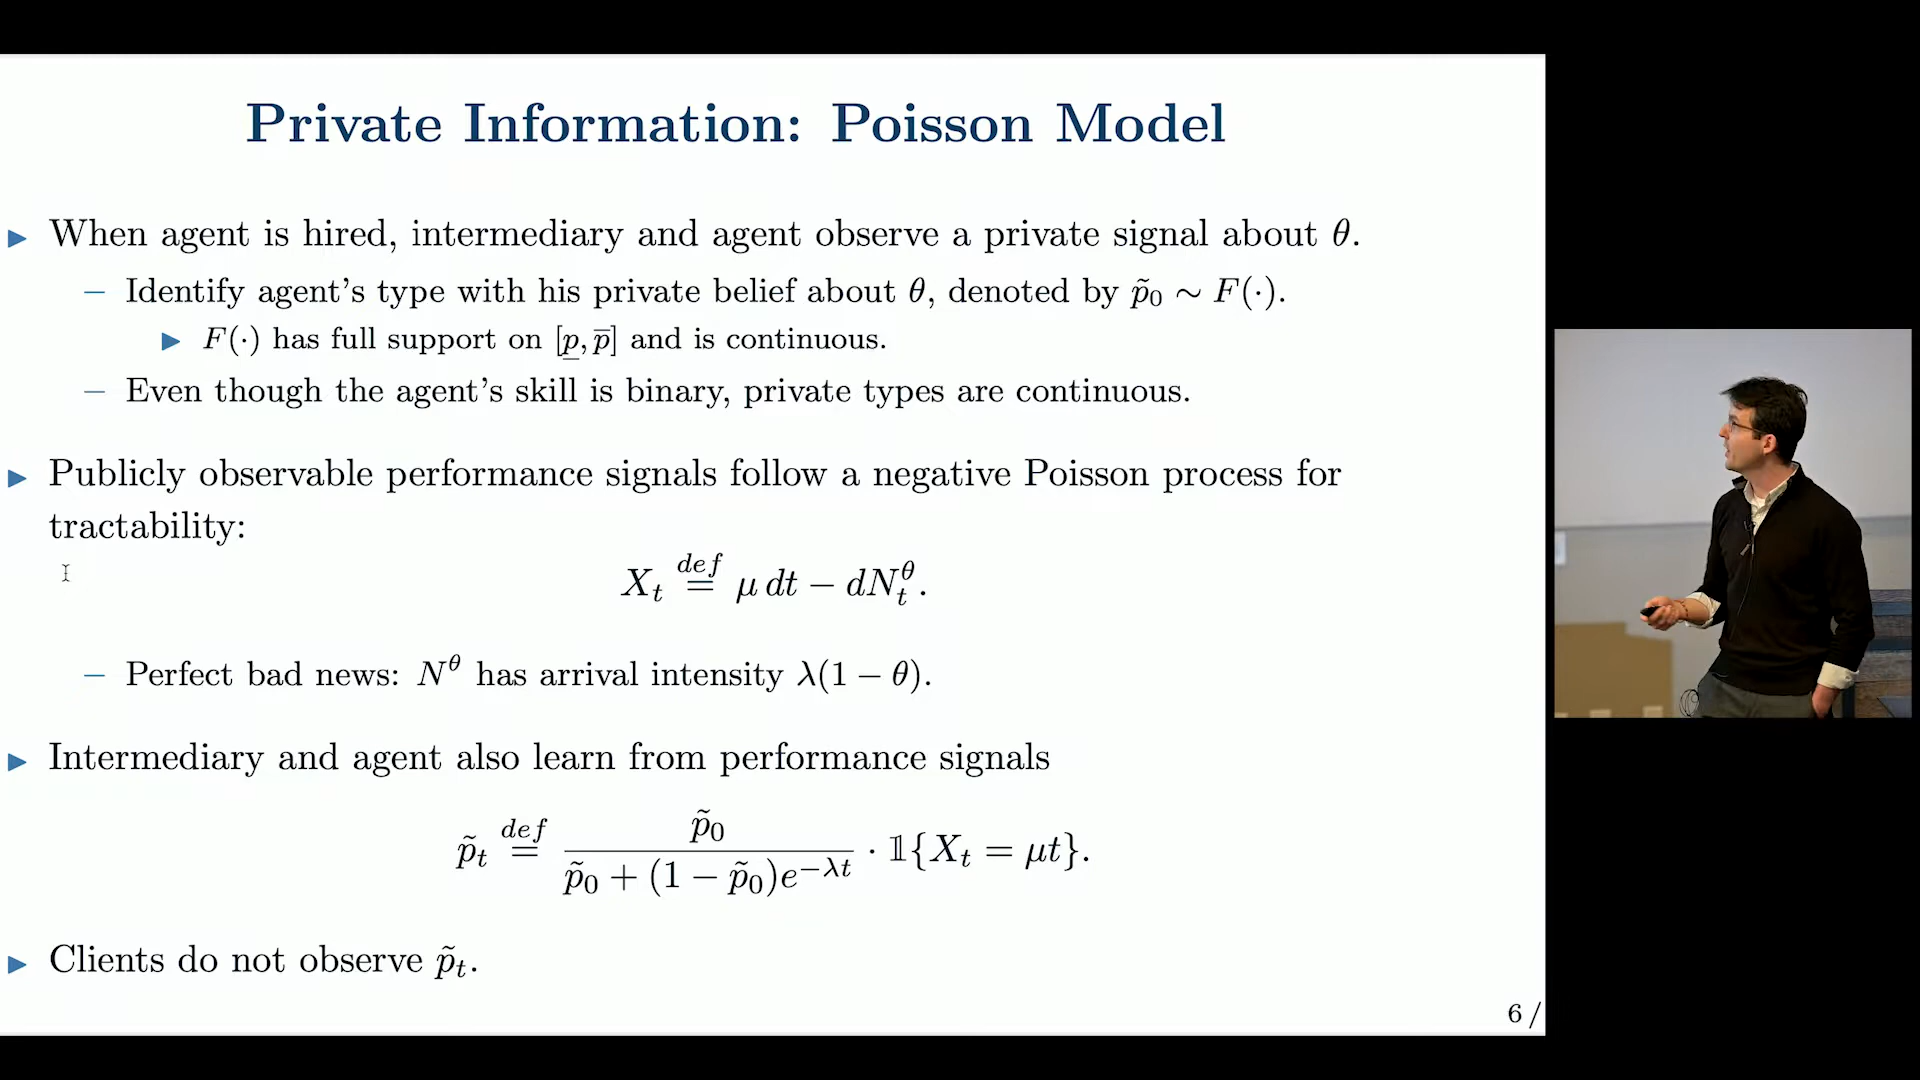 Private Information: Poisson Model
▶ When agent is hired, intermediary and agent observe a private signal about θ.
– Identify agent's type with his private belief about θ, denoted by p̃₀ ∼ F(·).
▶ F(·) has full support on [p̲, p̅] and is continuous.
– Even though the agent's skill is binary, private types are continuous.
▶ Publicly observable performance signals follow a negative Poisson process for
tractability:
X_t \overset{def}{=} μ dt − dN_t^θ.
– Perfect bad news: N^θ has arrival intensity λ(1 − θ).
▶ Intermediary and agent also learn from performance signals
p̃_t \overset{def}{=} \frac{p̃₀}{p̃₀ + (1 − p̃₀)e^{−λt}} · 𝟙{X_t = μt}.
▶ Clients do not observe p̃_t.
6 /